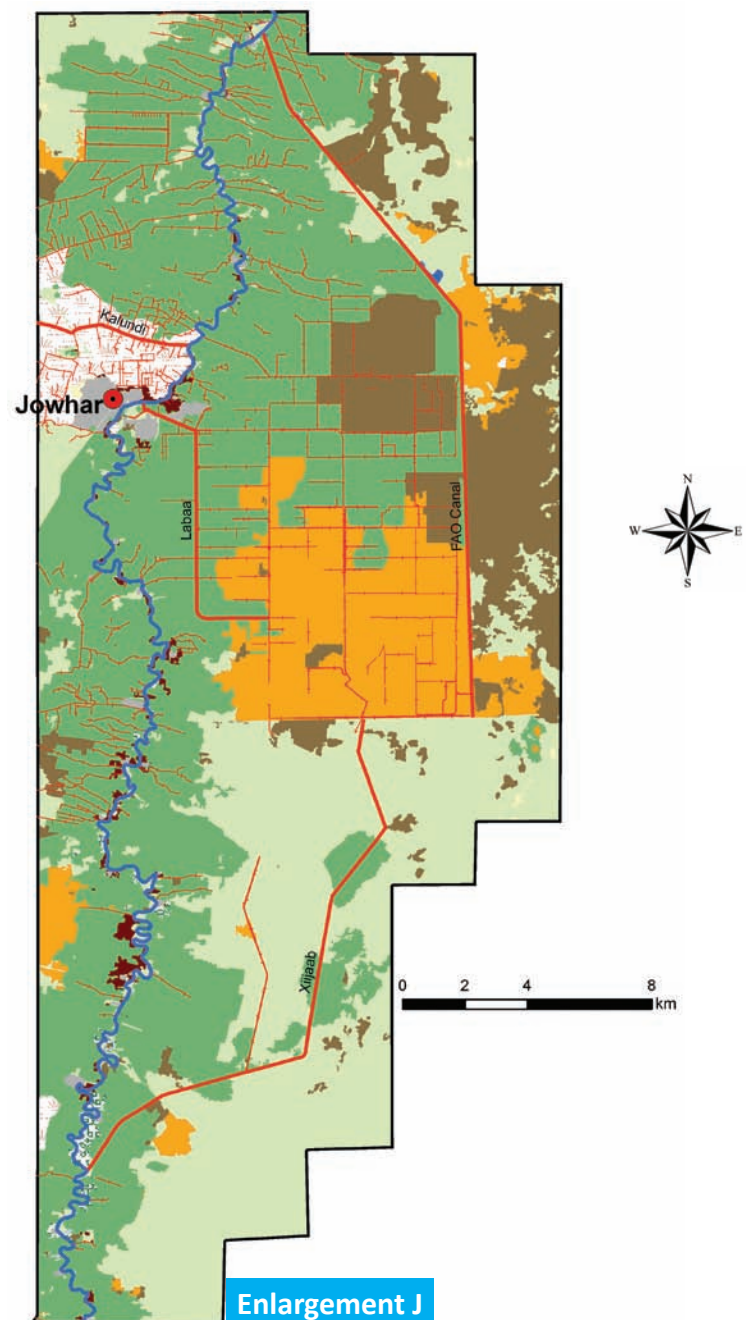 Kalundi
Jowhar
Labaa
FAO Canal
N
W E
S
Xiijaab
0 2 4 8
km
Enlargement J